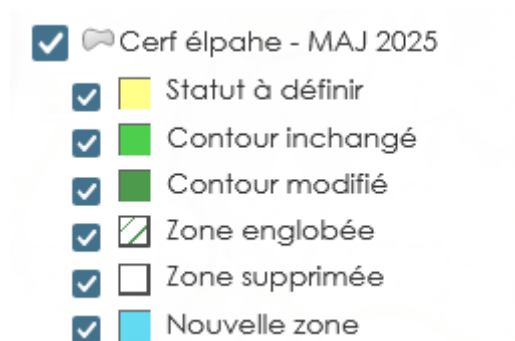 Cerf élpahe - MAJ 2025
Statut à définir
Contour inchangé
Contour modifié
Zone englobée
Zone supprimée
Nouvelle zone